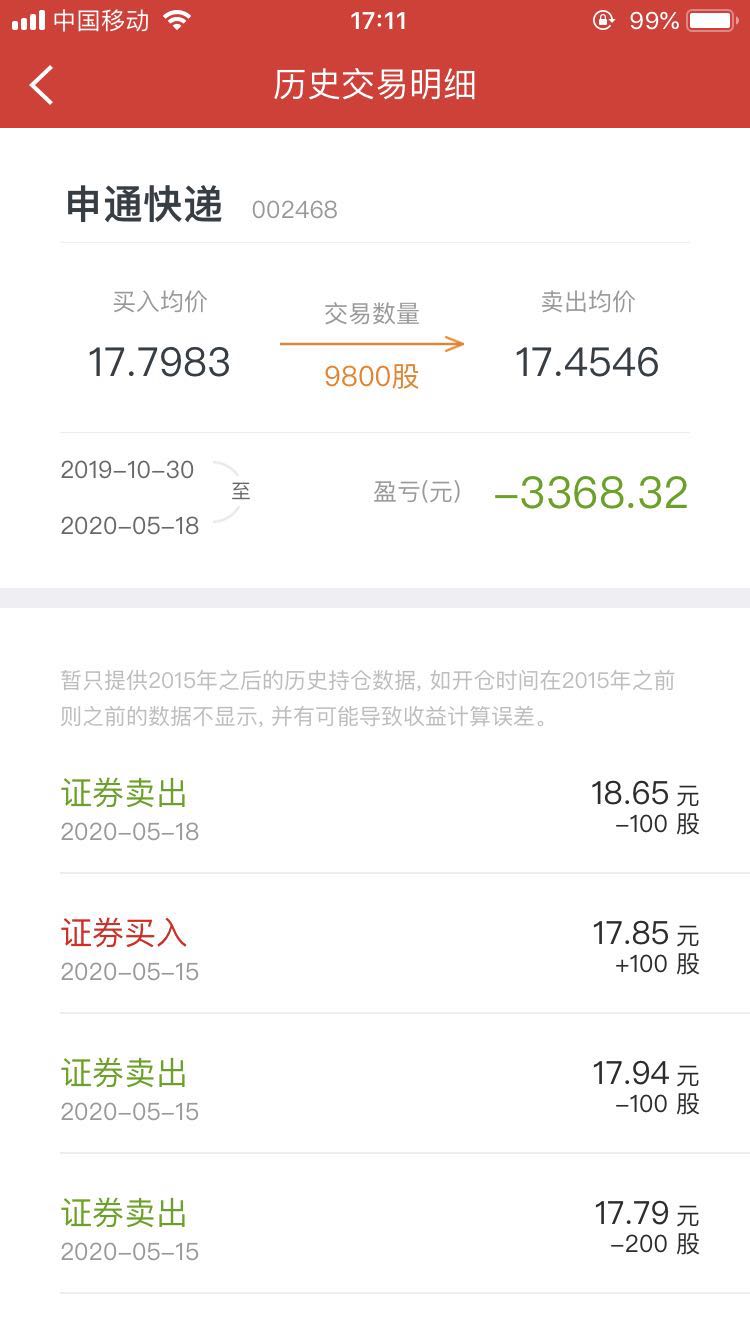 中国移动 17:11 99%
历史交易明细
申通快递 002468
买入均价 交易数量 卖出均价
17.7983 9800股 17.4546
2019-10-30
至 盈亏(元) -3368.32
2020-05-18
暂只提供2015年之后的历史持仓数据, 如开仓时间在2015年之前
则之前的数据不显示, 并有可能导致收益计算误差。
证券卖出 18.65 元
2020-05-18 -100 股
证券买入 17.85 元
2020-05-15 +100 股
证券卖出 17.94 元
2020-05-15 -100 股
证券卖出 17.79 元
2020-05-15 -200 股